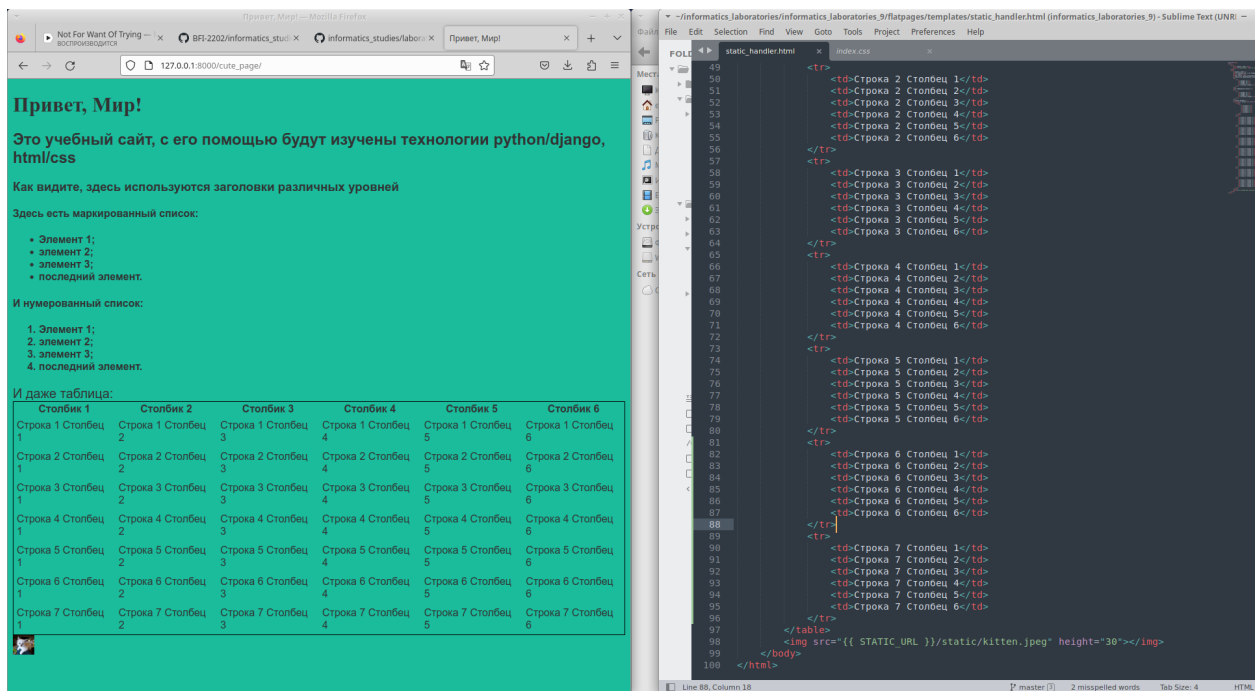 Привет, Мир! — Mozilla Firefox
Not For Want Of Trying —
ВОСПРОИЗВОДИТСЯ
BFI-2202/informatics_studi
informatics_studies/labora
Привет, Мир!
127.0.0.1:8000/cute_page/
Привет, Мир!
Это учебный сайт, с его помощью будут изучены технологии python/django,
html/css
Как видите, здесь используются заголовки различных уровней
Здесь есть маркированный список:
• Элемент 1;
• элемент 2;
• элемент 3;
• последний элемент.
И нумерованный список:
1. Элемент 1;
2. элемент 2;
3. элемент 3;
4. последний элемент.
И даже таблица:
Столбик 1 Столбик 2 Столбик 3 Столбик 4 Столбик 5 Столбик 6
Строка 1 Столбец Строка 1 Столбец Строка 1 Столбец Строка 1 Столбец Строка 1 Столбец Строка 1 Столбец
1 2 3 4 5 6
Строка 2 Столбец Строка 2 Столбец Строка 2 Столбец Строка 2 Столбец Строка 2 Столбец Строка 2 Столбец
1 2 3 4 5 6
Строка 3 Столбец Строка 3 Столбец Строка 3 Столбец Строка 3 Столбец Строка 3 Столбец Строка 3 Столбец
1 2 3 4 5 6
Строка 4 Столбец Строка 4 Столбец Строка 4 Столбец Строка 4 Столбец Строка 4 Столбец Строка 4 Столбец
1 2 3 4 5 6
Строка 5 Столбец Строка 5 Столбец Строка 5 Столбец Строка 5 Столбец Строка 5 Столбец Строка 5 Столбец
1 2 3 4 5 6
Строка 6 Столбец Строка 6 Столбец Строка 6 Столбец Строка 6 Столбец Строка 6 Столбец Строка 6 Столбец
1 2 3 4 5 6
Строка 7 Столбец Строка 7 Столбец Строка 7 Столбец Строка 7 Столбец Строка 7 Столбец Строка 7 Столбец
1 2 3 4 5 6
Файл
Мест
Устро
Сеть
~/informatics_laboratories/informatics_laboratories_9/flatpages/templates/static_handler.html (informatics_laboratories_9) - Sublime Text (UNR
File Edit Selection Find View Goto Tools Project Preferences Help
FOLD
static_handler.html
index.css
49 <tr>
50 <td>Строка 2 Столбец 1</td>
51 <td>Строка 2 Столбец 2</td>
52 <td>Строка 2 Столбец 3</td>
53 <td>Строка 2 Столбец 4</td>
54 <td>Строка 2 Столбец 5</td>
55 <td>Строка 2 Столбец 6</td>
56 </tr>
57 <tr>
58 <td>Строка 3 Столбец 1</td>
59 <td>Строка 3 Столбец 2</td>
60 <td>Строка 3 Столбец 3</td>
61 <td>Строка 3 Столбец 4</td>
62 <td>Строка 3 Столбец 5</td>
63 <td>Строка 3 Столбец 6</td>
64 </tr>
65 <tr>
66 <td>Строка 4 Столбец 1</td>
67 <td>Строка 4 Столбец 2</td>
68 <td>Строка 4 Столбец 3</td>
69 <td>Строка 4 Столбец 4</td>
70 <td>Строка 4 Столбец 5</td>
71 <td>Строка 4 Столбец 6</td>
72 </tr>
73 <tr>
74 <td>Строка 5 Столбец 1</td>
75 <td>Строка 5 Столбец 2</td>
76 <td>Строка 5 Столбец 3</td>
77 <td>Строка 5 Столбец 4</td>
78 <td>Строка 5 Столбец 5</td>
79 <td>Строка 5 Столбец 6</td>
80 </tr>
81 <tr>
82 <td>Строка 6 Столбец 1</td>
83 <td>Строка 6 Столбец 2</td>
84 <td>Строка 6 Столбец 3</td>
85 <td>Строка 6 Столбец 4</td>
86 <td>Строка 6 Столбец 5</td>
87 <td>Строка 6 Столбец 6</td>
88 </tr>
89 <tr>
90 <td>Строка 7 Столбец 1</td>
91 <td>Строка 7 Столбец 2</td>
92 <td>Строка 7 Столбец 3</td>
93 <td>Строка 7 Столбец 4</td>
94 <td>Строка 7 Столбец 5</td>
95 <td>Строка 7 Столбец 6</td>
96 </tr>
97 </table>
98 <img src="{{ STATIC_URL }}/static/kitten.jpeg" height="30"></img>
99 </body>
100 </html>
Line 88, Column 18
master 1
2 misspelled words
Tab Size: 4
HTML